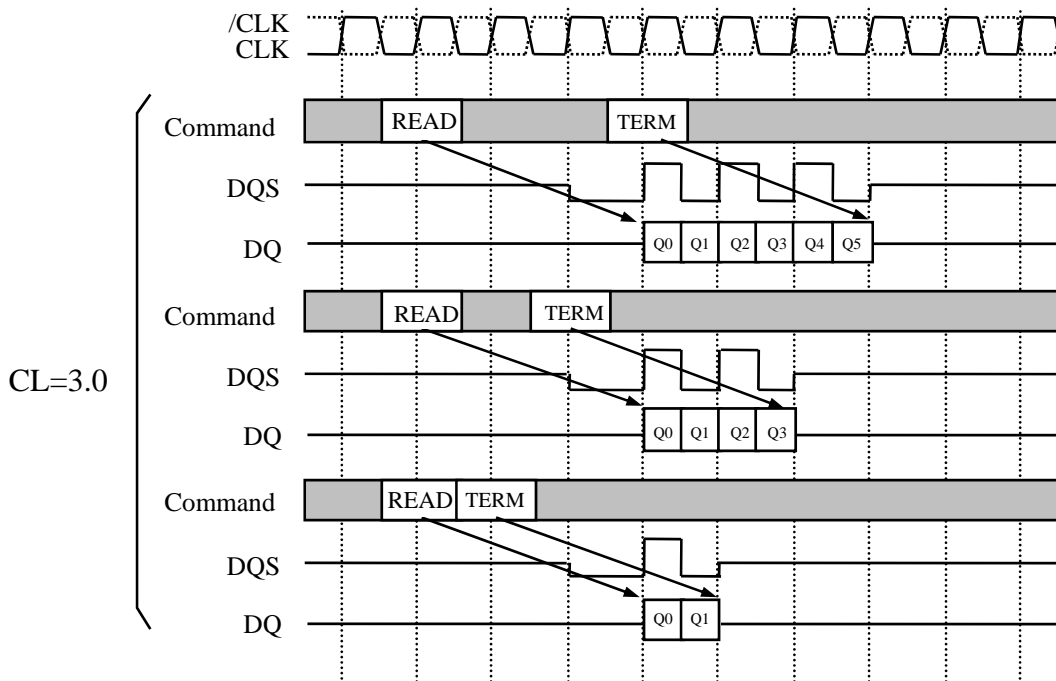 /CLK
CLK
Command READ TERM
DQS
DQ Q0 Q1 Q2 Q3 Q4 Q5
Command READ TERM
CL=3.0
DQS
DQ Q0 Q1 Q2 Q3
Command READ TERM
DQS
DQ Q0 Q1